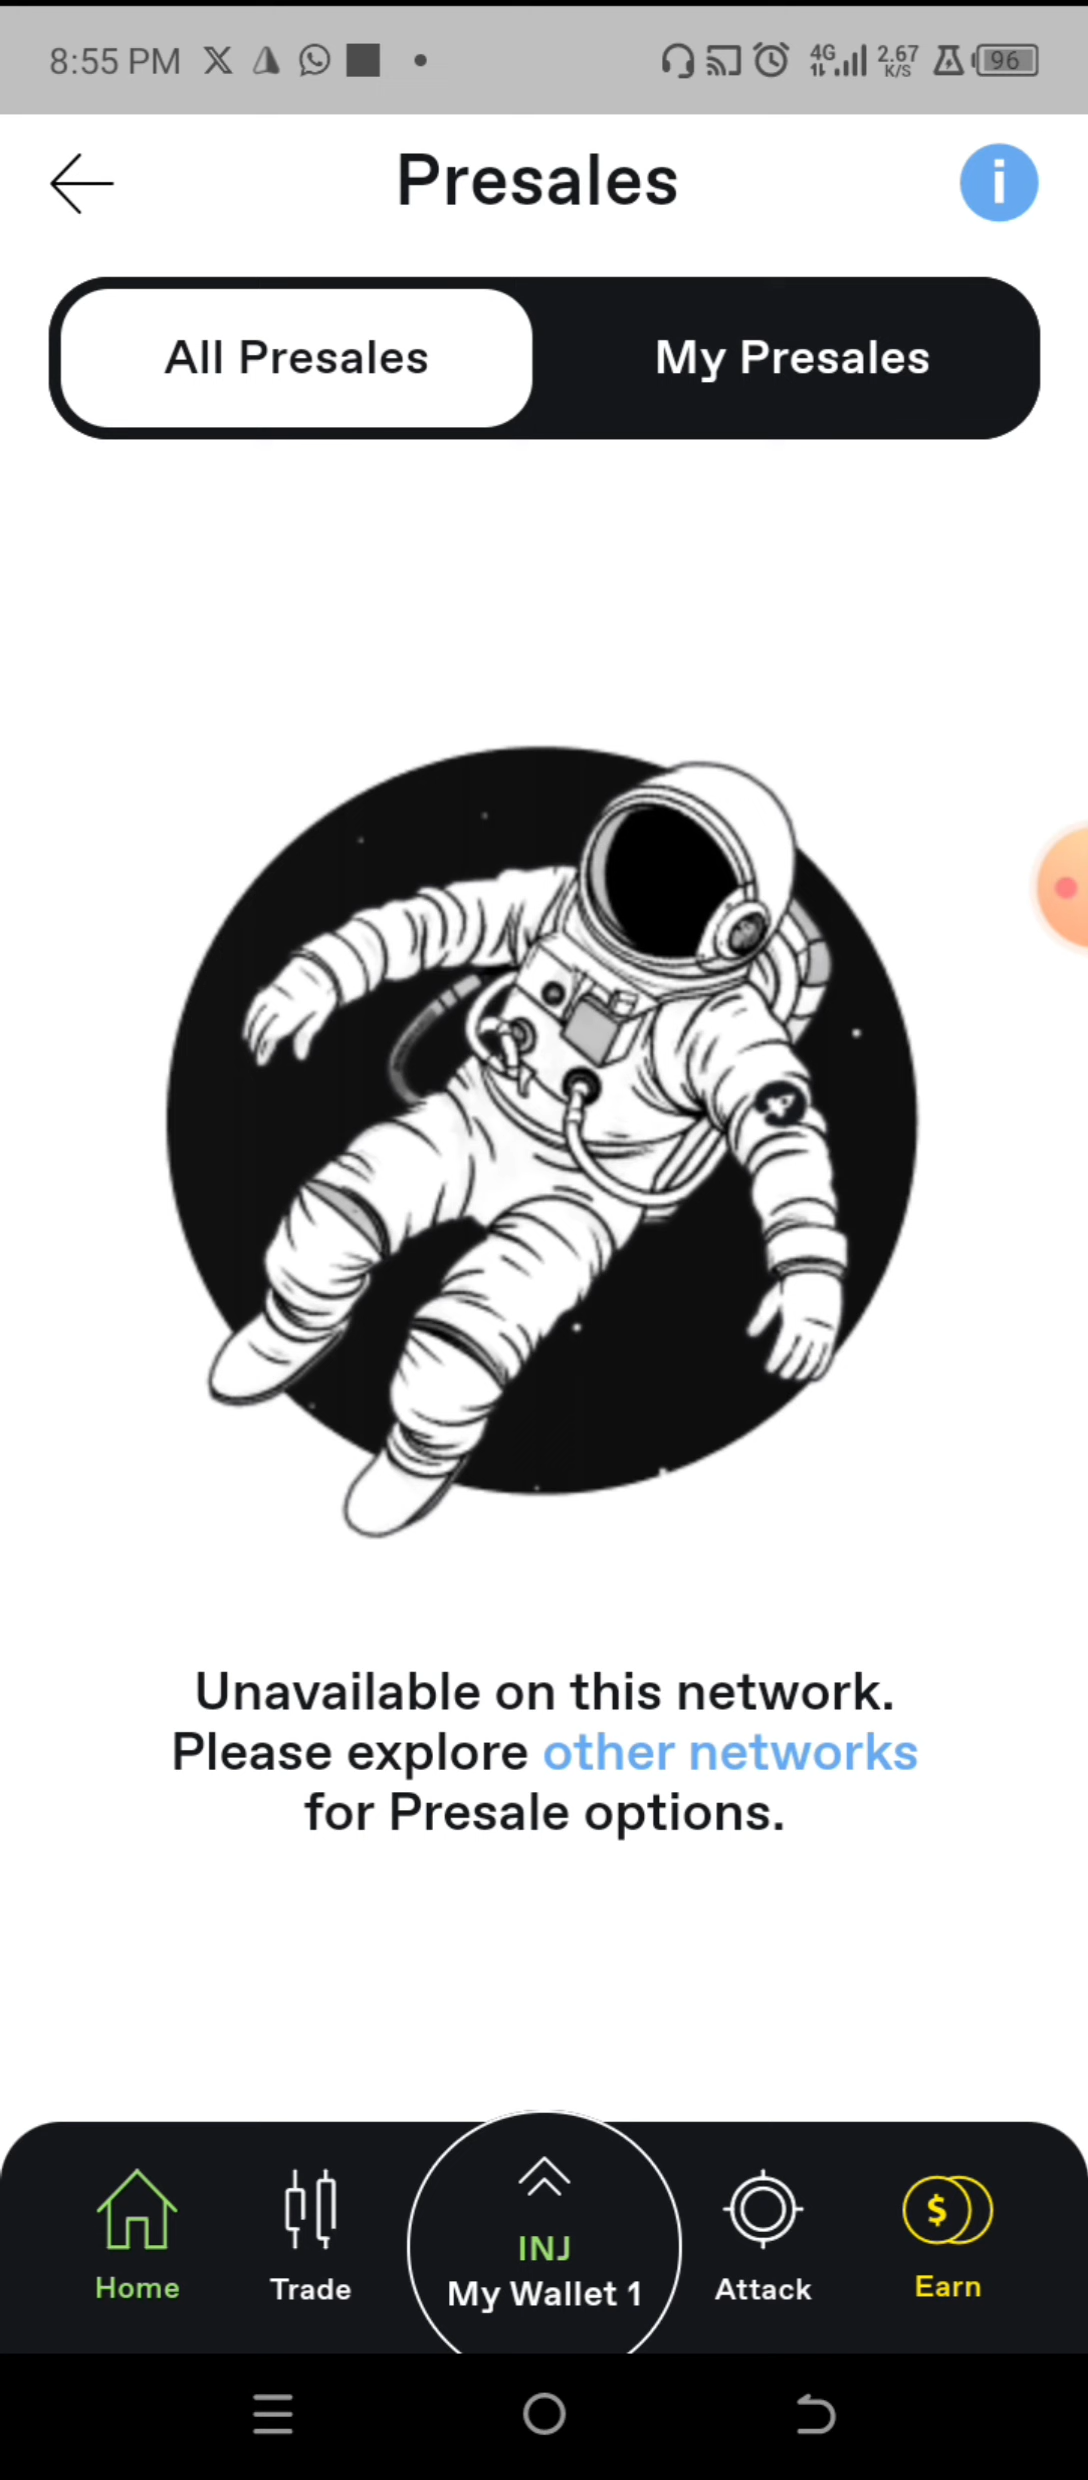 8:55 PM
4G
2.67
K/S
96
Presales
i
All Presales
My Presales
Unavailable on this network.
Please explore other networks
for Presale options.
INJ
My Wallet 1
Home
Trade
Attack
$
Earn